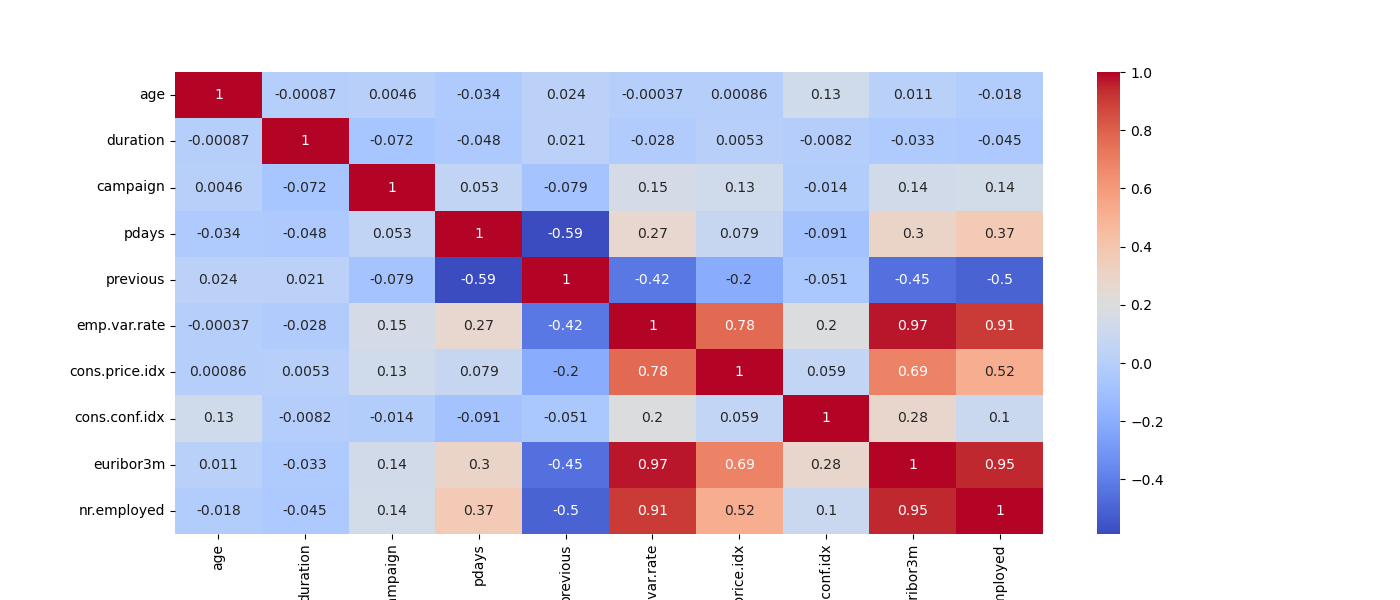 age 1 -0.00087 0.0046 -0.034 0.024 -0.00037 0.00086 0.13 0.011 -0.018
duration -0.00087 1 -0.072 -0.048 0.021 -0.028 0.0053 -0.0082 -0.033 -0.045
campaign 0.0046 -0.072 1 0.053 -0.079 0.15 0.13 -0.014 0.14 0.14
pdays -0.034 -0.048 0.053 1 -0.59 0.27 0.079 -0.091 0.3 0.37
previous 0.024 0.021 -0.079 -0.59 1 -0.42 -0.2 -0.051 -0.45 -0.5
emp.var.rate -0.00037 -0.028 0.15 0.27 -0.42 1 0.78 0.2 0.97 0.91
cons.price.idx 0.00086 0.0053 0.13 0.079 -0.2 0.78 1 0.059 0.69 0.52
cons.conf.idx 0.13 -0.0082 -0.014 -0.091 -0.051 0.2 0.059 1 0.28 0.1
euribor3m 0.011 -0.033 0.14 0.3 -0.45 0.97 0.69 0.28 1 0.95
nr.employed -0.018 -0.045 0.14 0.37 -0.5 0.91 0.52 0.1 0.95 1
age
duration
mpaign
pdays
previous
var.rate
price.idx
conf.idx
ribor3m
mployed
1.0
0.8
0.6
0.4
0.2
0.0
−0.2
−0.4